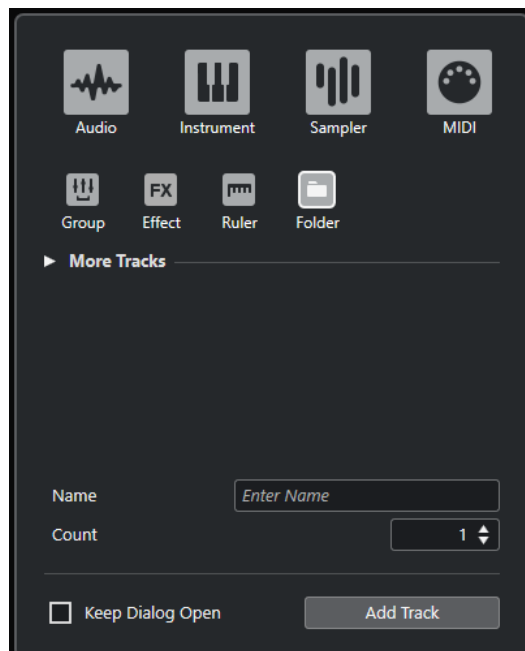 Audio Instrument Sampler MIDI
FX
Group Effect Ruler Folder
More Tracks
Name Enter Name
Count 1
Keep Dialog Open Add Track